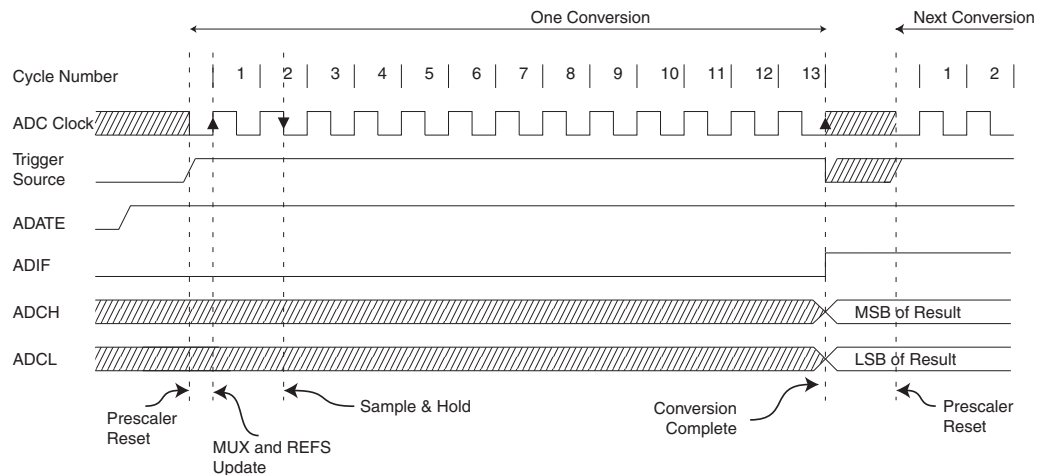 One Conversion
Next Conversion
Cycle Number
1 2 3 4 5 6 7 8 9 10 11 12 13 1 2
ADC Clock
Trigger
Source
ADATE
ADIF
ADCH
MSB of Result
ADCL
LSB of Result
Prescaler
Reset
MUX and REFS
Update
Sample & Hold
Conversion
Complete
Prescaler
Reset